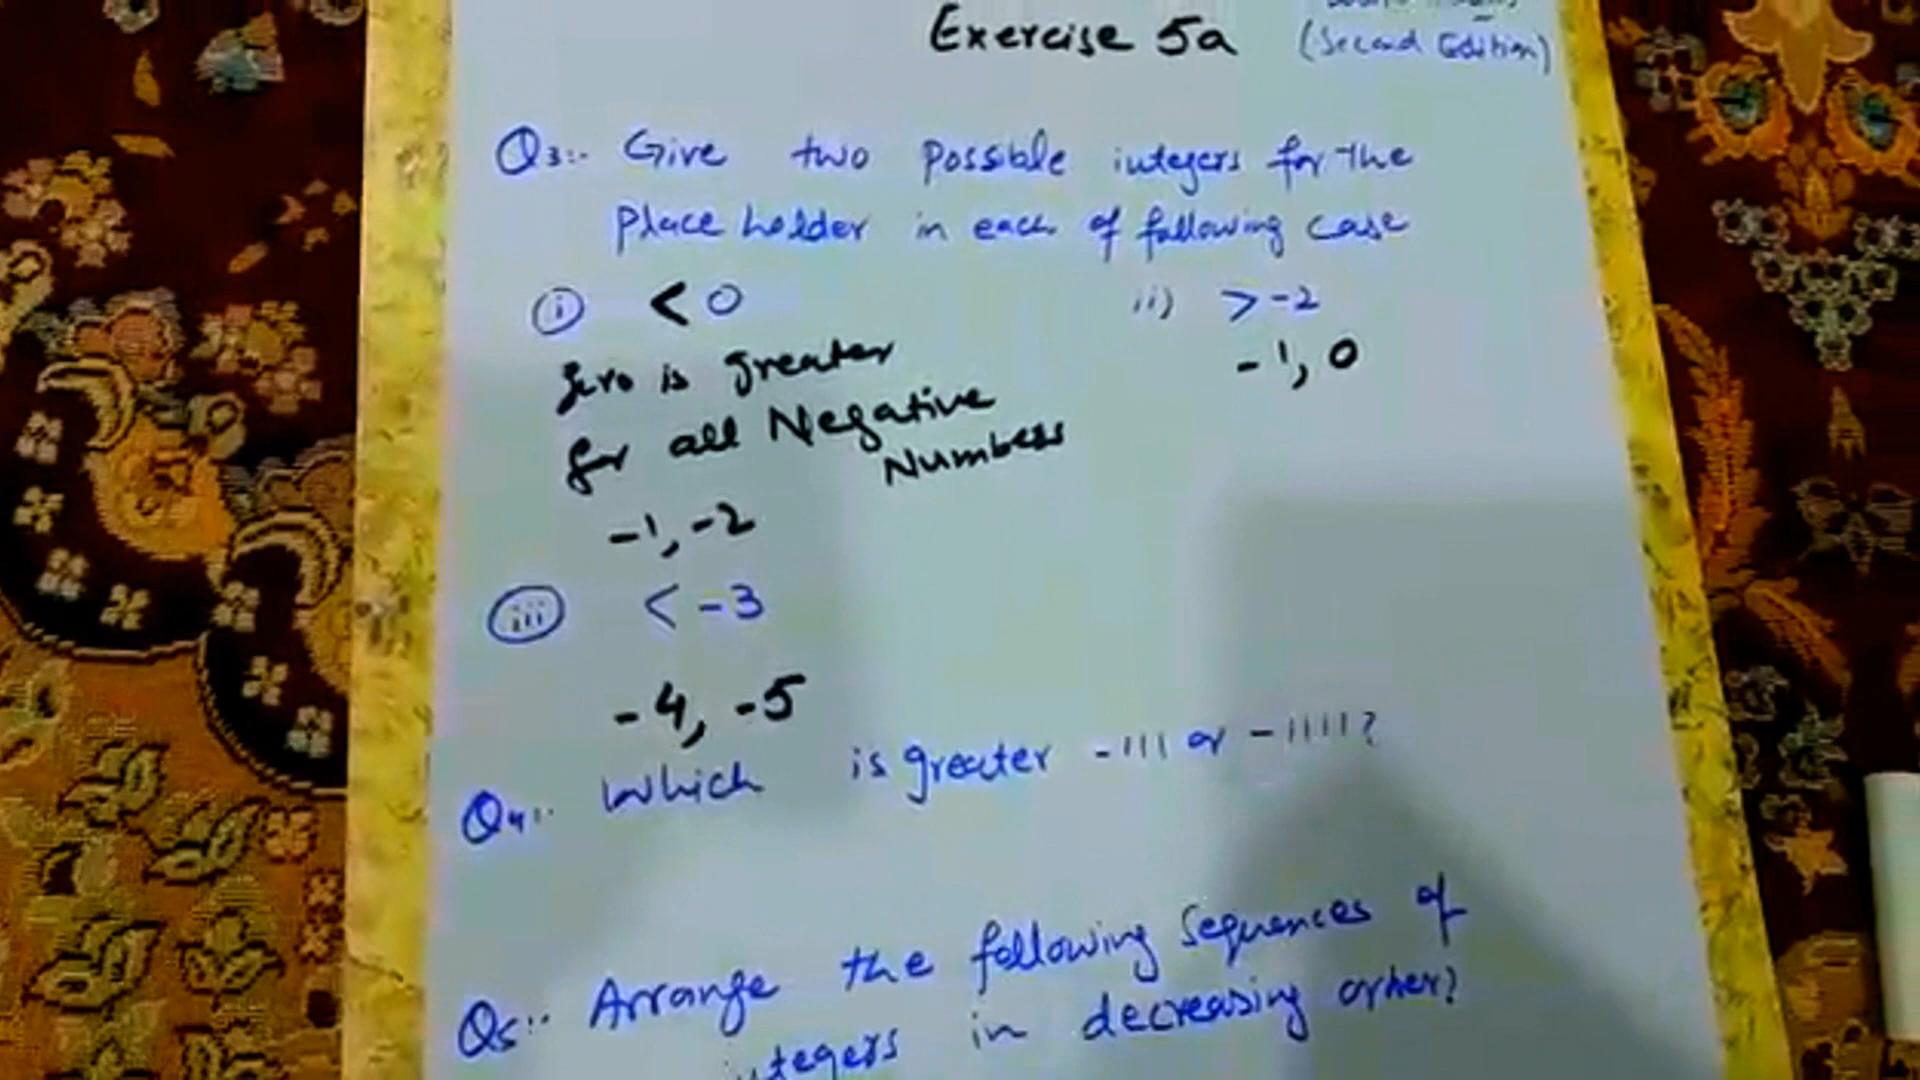 Exercise 5a
(Second Edition)
Q3:- Give two possible integers for the
place holder in each of following case
(i) < 0
ii) > -2
Zero is greater
for all Negative
Numbers
-1, -2
-1, 0
(iii) < -3
-4, -5
Q4:- Which is greater -111 or -1111?
Q5:- Arrange the following sequences of
integers in decreasing order?